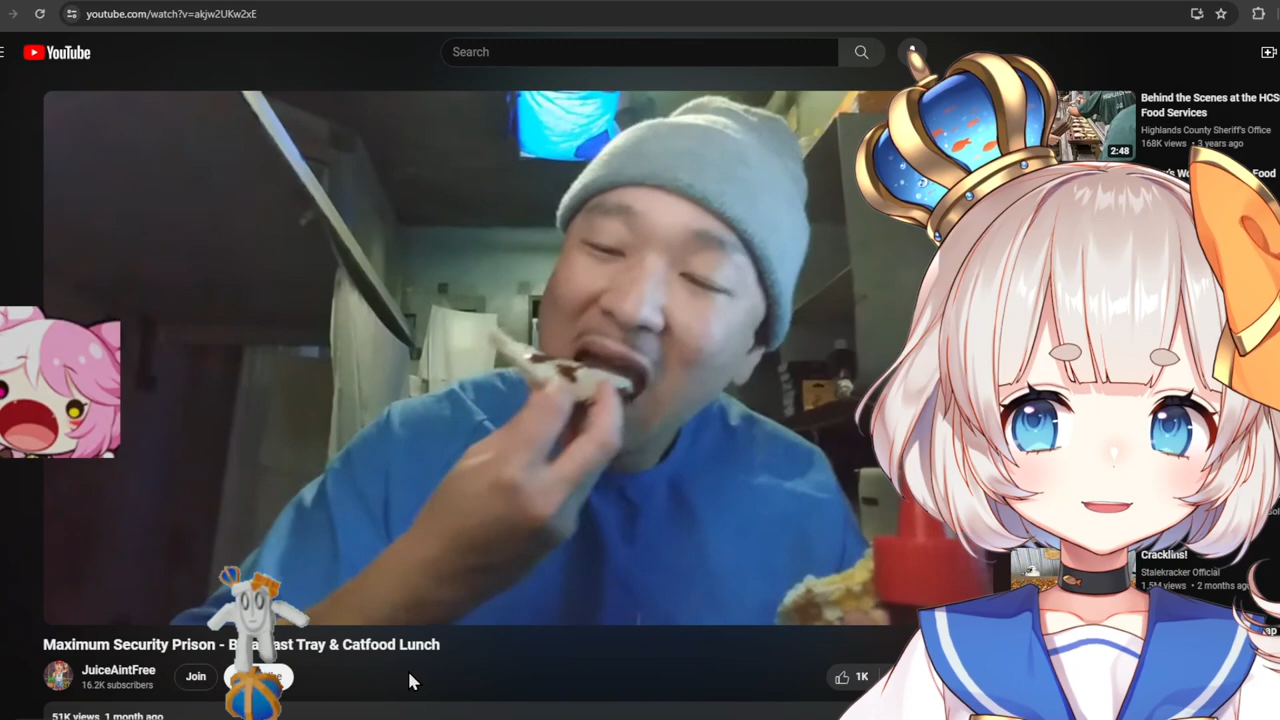 youtube.com/watch?v=akjw2UKw2xE
YouTube
Search
Behind the Scenes at the HCS
Food Services
Highlands County Sheriff's Office
168K views • 3 years ago
2:48
Food
Cracklins!
Stalekracker Official
1.5M views • 2 months ago
Maximum Security Prison - Breakfast Tray & Catfood Lunch
JuiceAintFree
16.2K subscribers
Join
1K
51K views 1 month ago